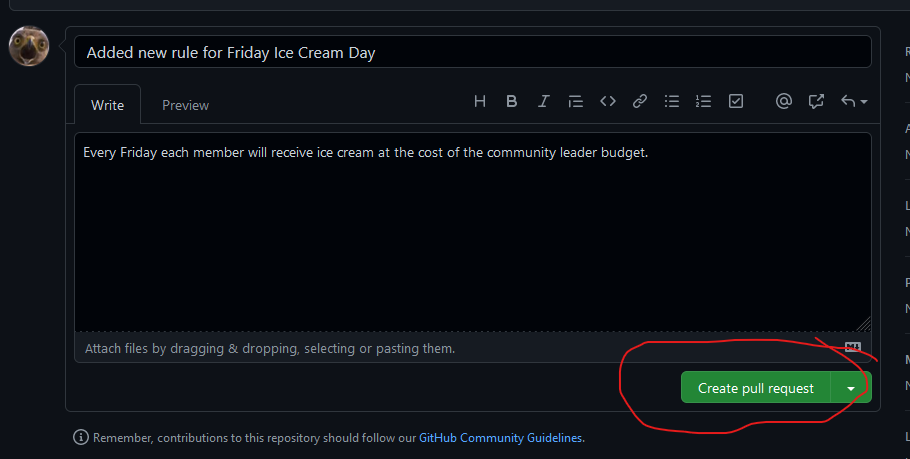 Added new rule for Friday Ice Cream Day
Write Preview
Every Friday each member will receive ice cream at the cost of the community leader budget.
Attach files by dragging & dropping, selecting or pasting them.
Create pull request
Remember, contributions to this repository should follow our GitHub Community Guidelines.